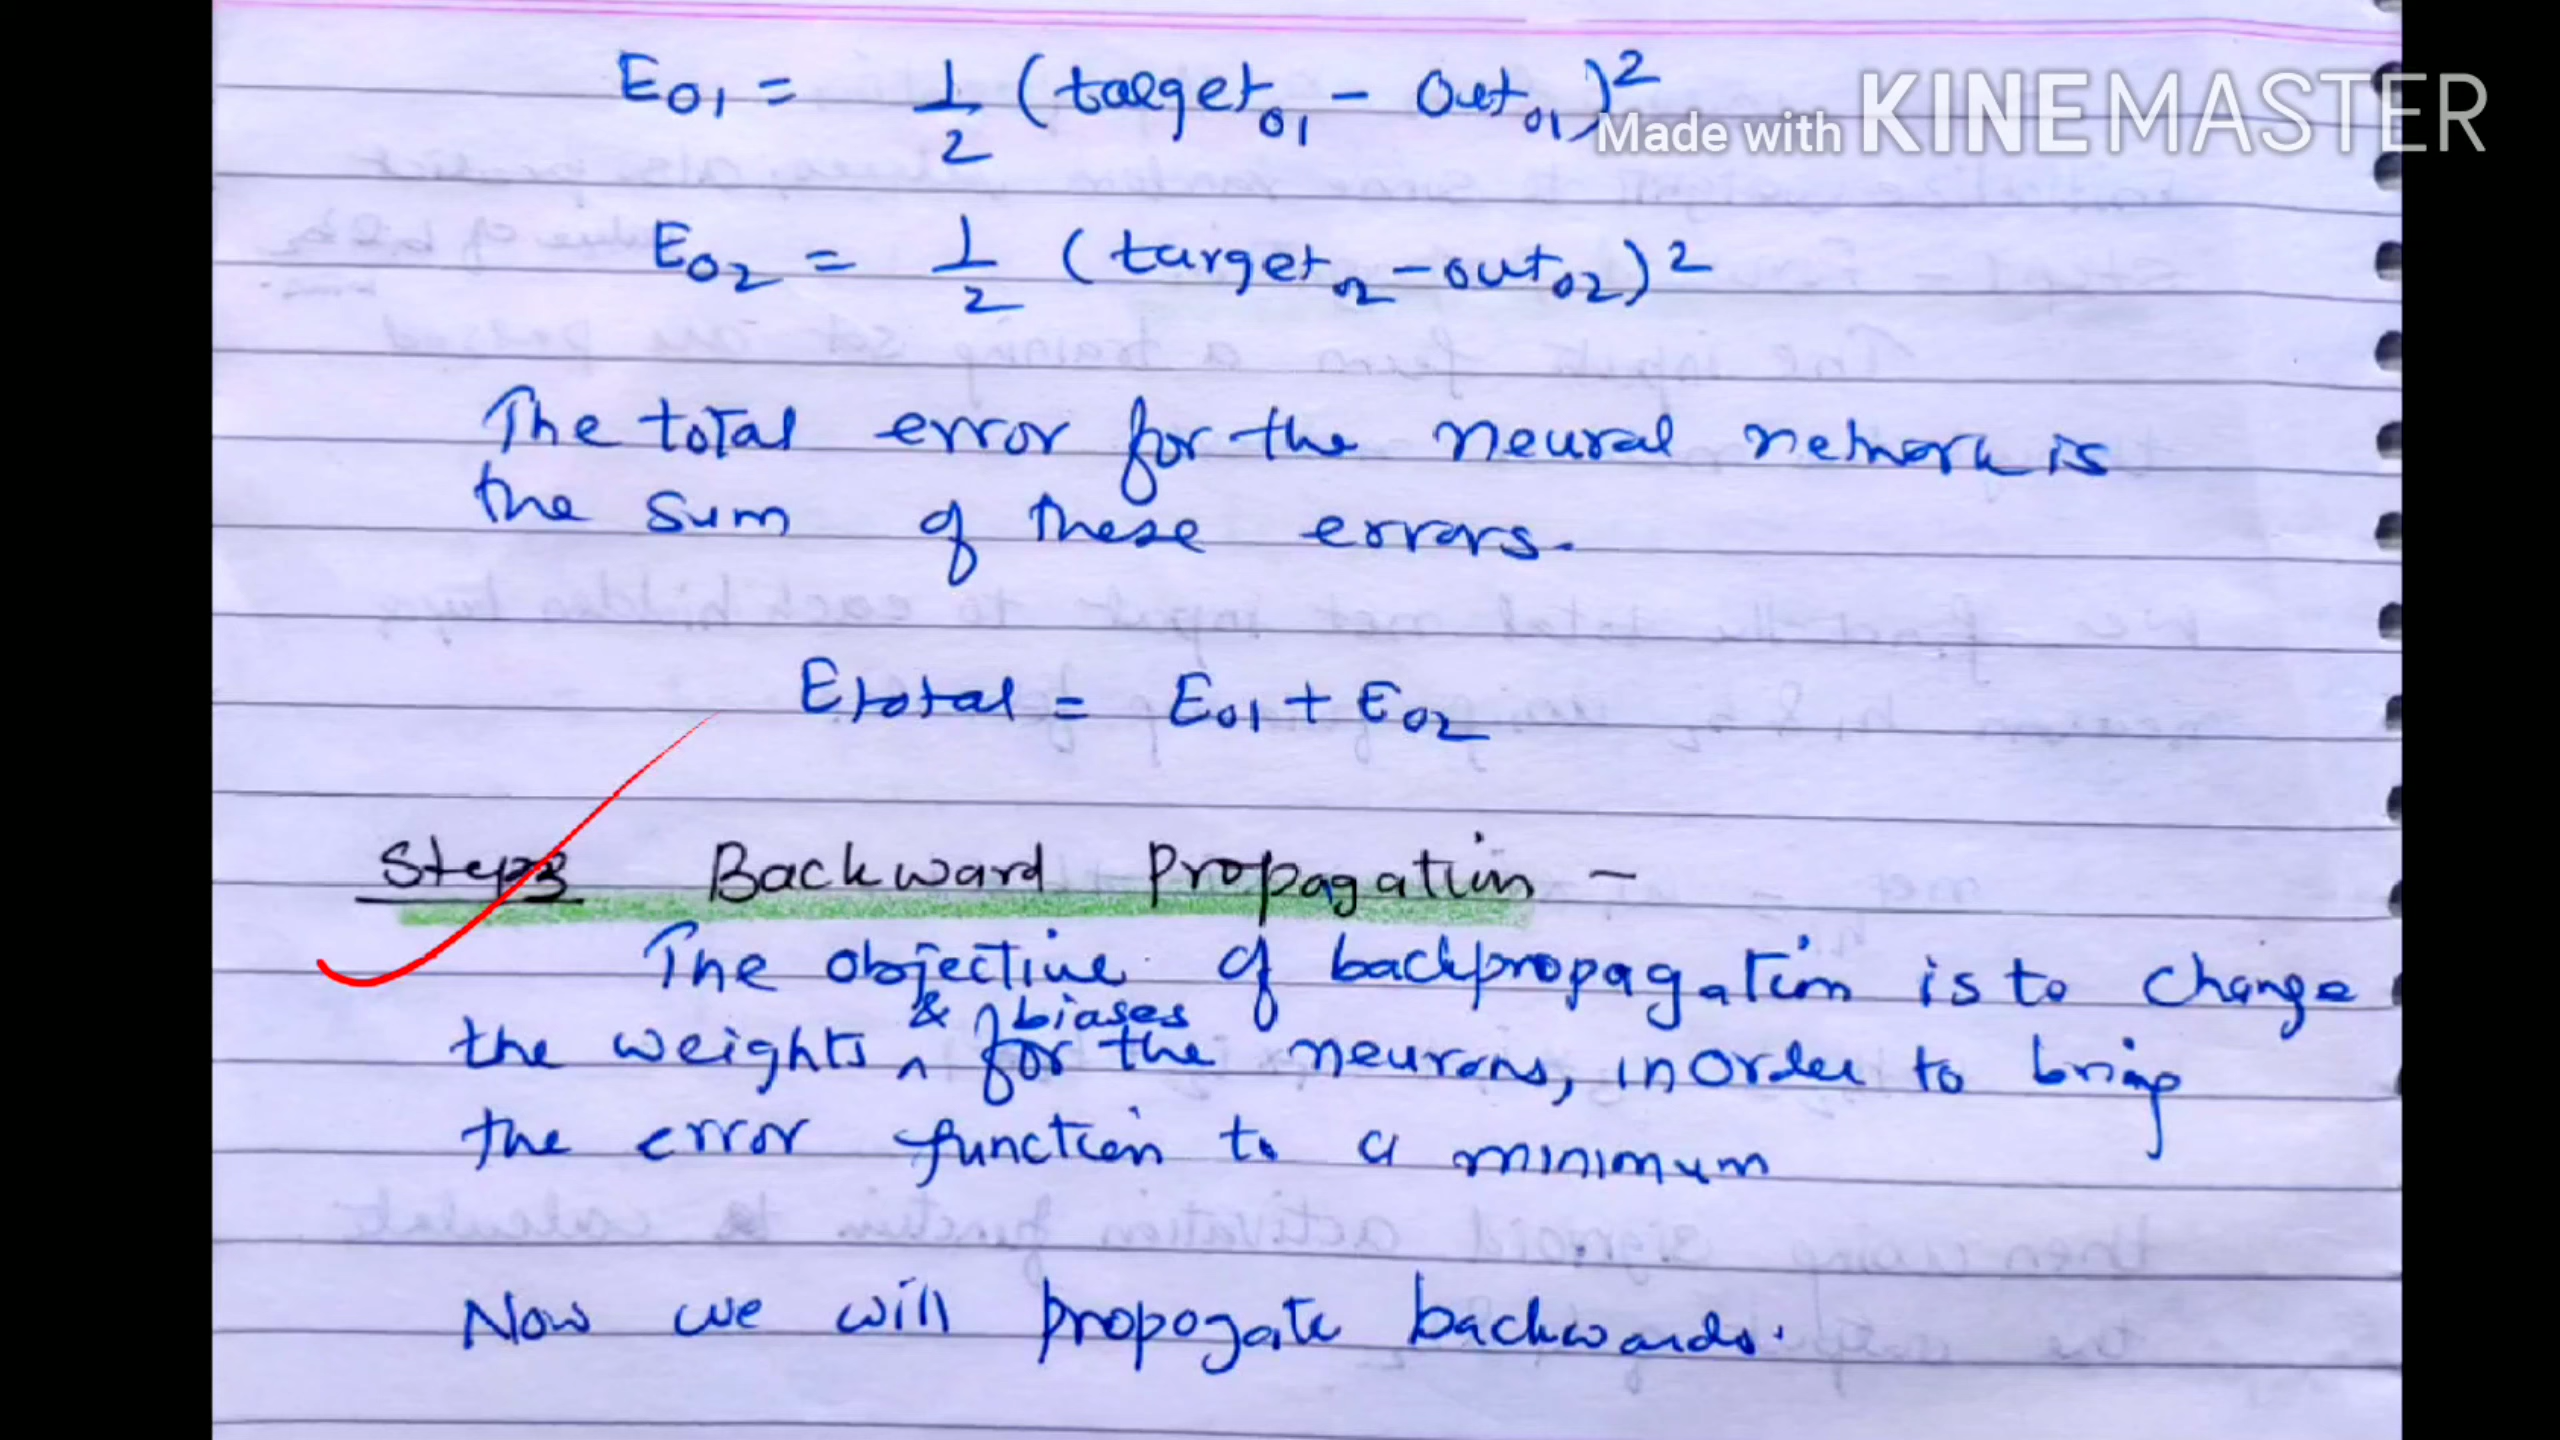 E01 = 1/2 (target01 - out01)²
Made with KINEMASTER
E02 = 1/2 (target02 - out02)²
The total error for the neural network is
the sum of these errors.
Etotal = E01 + E02
Step3 Backward Propagation –
The objective of backpropagation is to change
the weights & biases for the neurons, inorder to bring
the error function to a minimum
Now we will propogate backwards.